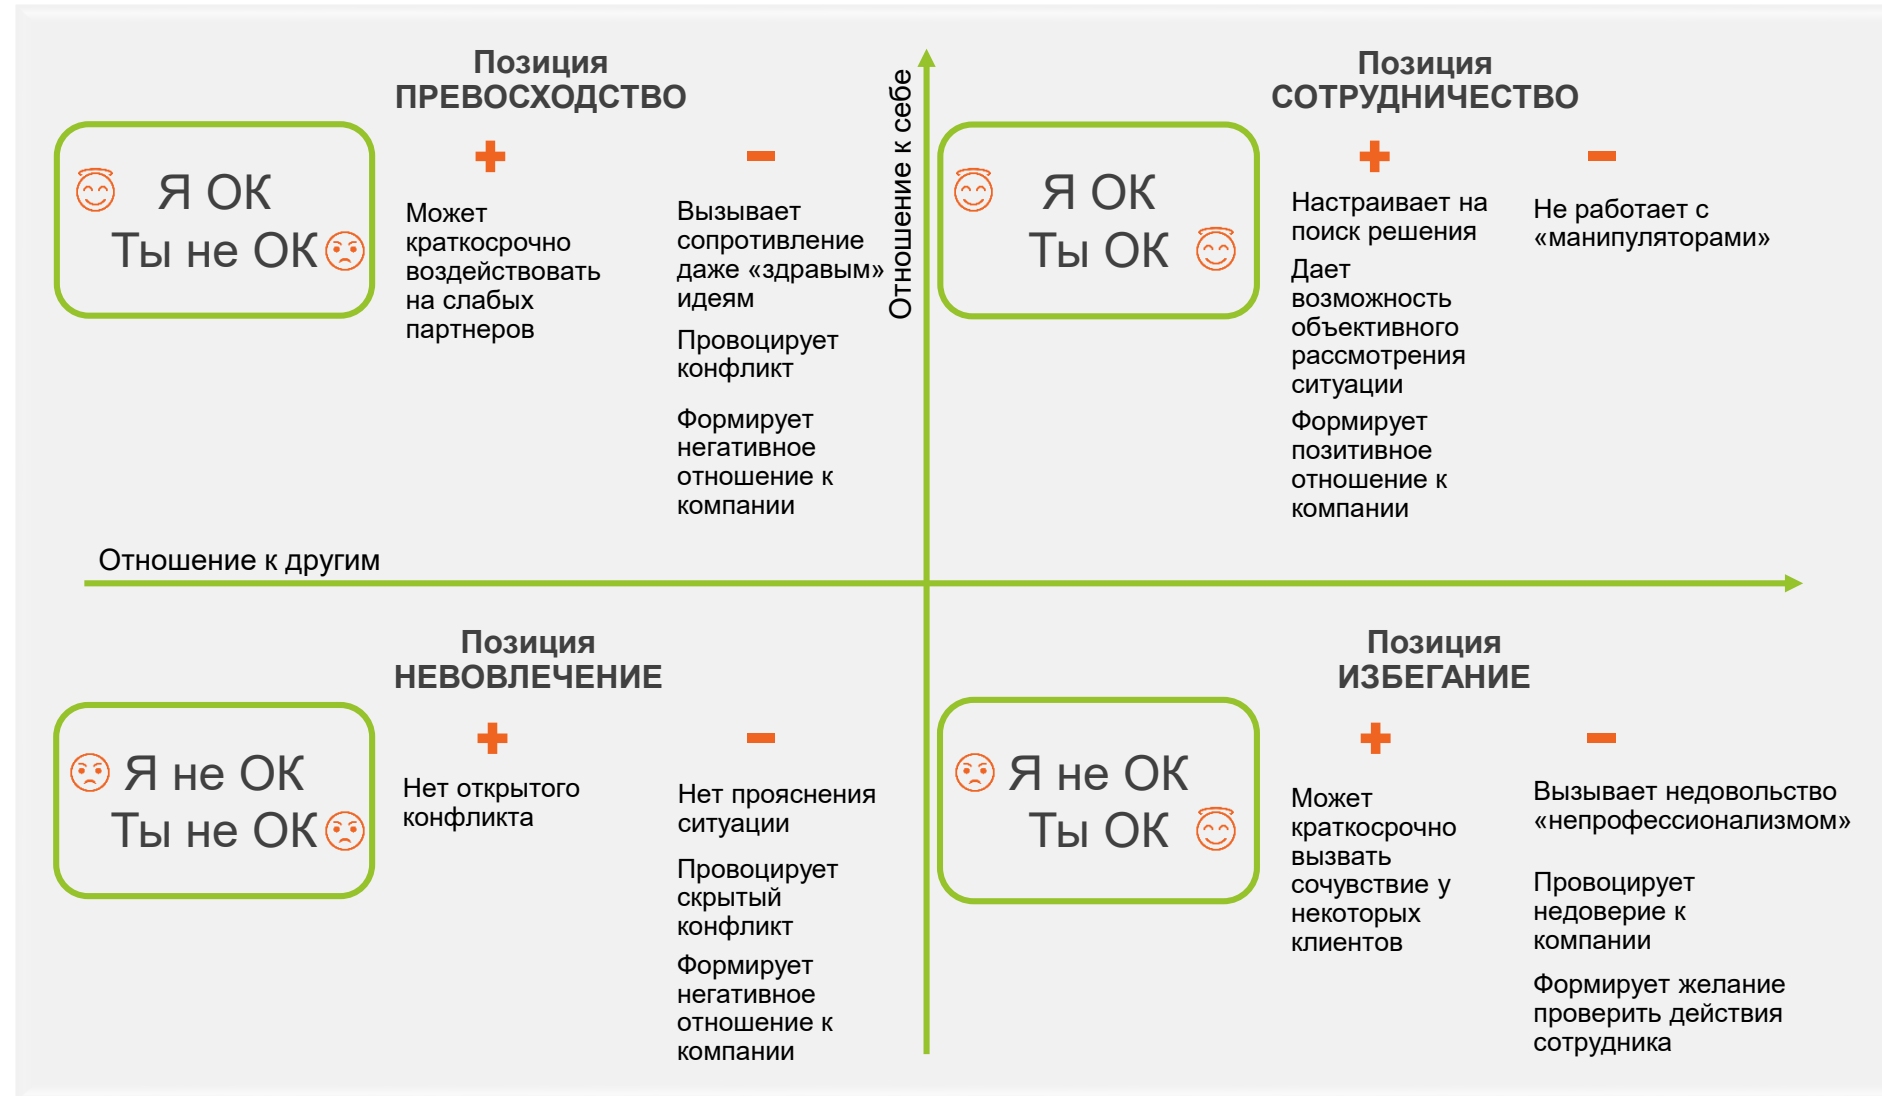 Позиция
ПРЕВОСХОДСТВО
Я ОК
Ты не ОК
+
Может
краткосрочно
воздействовать
на слабых
партнеров
-
Вызывает
сопротивление
даже «здравым»
идеям
Провоцирует
конфликт
Формирует
негативное
отношение к
компании
Отношение к себе
Позиция
СОТРУДНИЧЕСТВО
Я ОК
Ты ОК
+
Настраивает на
поиск решения
Дает
возможность
объективного
рассмотрения
ситуации
Формирует
позитивное
отношение к
компании
-
Не работает с
«манипуляторами»
Отношение к другим
Позиция
НЕВОВЛЕЧЕНИЕ
Я не ОК
Ты не ОК
+
Нет открытого
конфликта
-
Нет прояснения
ситуации
Провоцирует
скрытый
конфликт
Формирует
негативное
отношение к
компании
Позиция
ИЗБЕГАНИЕ
Я не ОК
Ты ОК
+
Может
краткосрочно
вызвать
сочувствие у
некоторых
клиентов
-
Вызывает недовольство
«непрофессионализмом»
Провоцирует
недоверие к
компании
Формирует желание
проверить действия
сотрудника